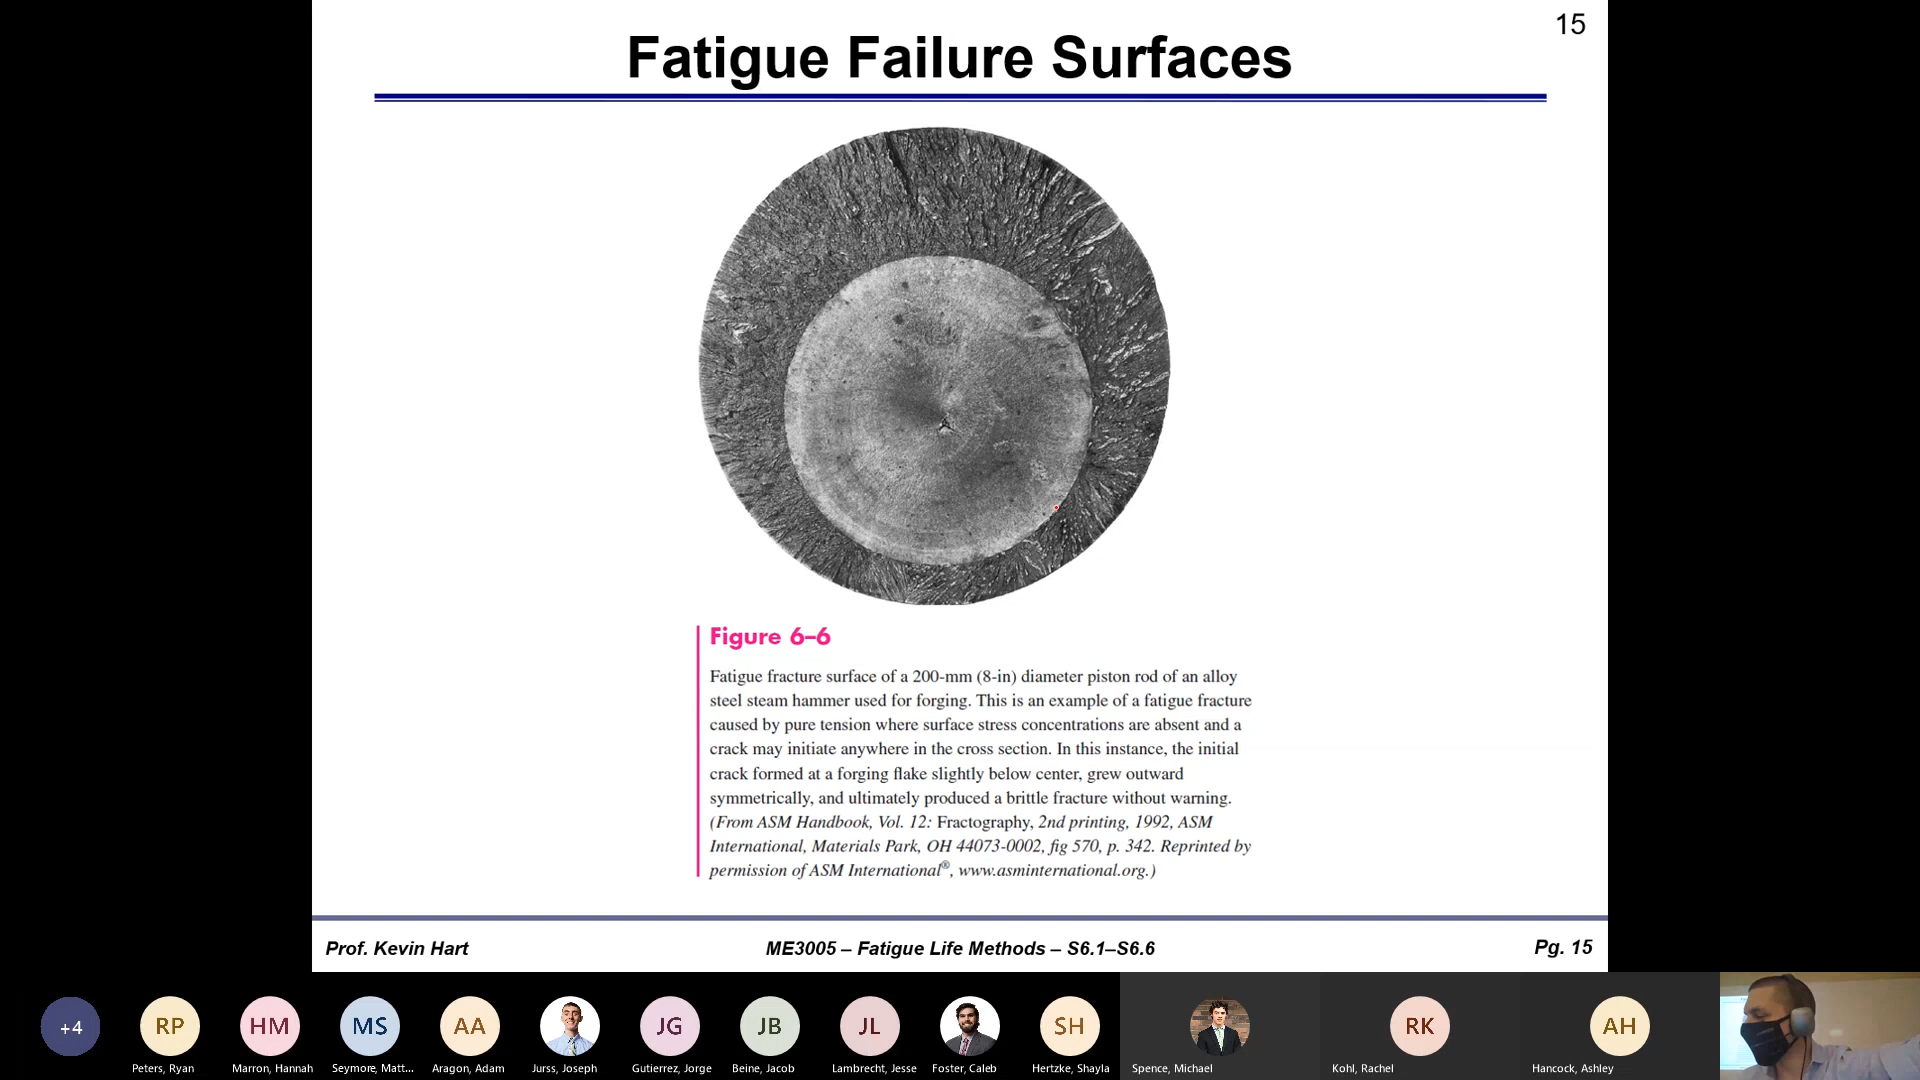 15
Fatigue Failure Surfaces
Figure 6–6
Fatigue fracture surface of a 200-mm (8-in) diameter piston rod of an alloy
steel steam hammer used for forging. This is an example of a fatigue fracture
caused by pure tension where surface stress concentrations are absent and a
crack may initiate anywhere in the cross section. In this instance, the initial
crack formed at a forging flake slightly below center, grew outward
symmetrically, and ultimately produced a brittle fracture without warning.
(From ASM Handbook, Vol. 12: Fractography, 2nd printing, 1992, ASM
International, Materials Park, OH 44073-0002, fig 570, p. 342. Reprinted by
permission of ASM International®, www.asminternational.org.)
Prof. Kevin Hart ME3005 – Fatigue Life Methods – S6.1–S6.6 Pg. 15
+4 RP HM MS AA JG JB JL SH RK AH
Peters, Ryan Marron, Hannah Seymore, Matt... Aragon, Adam Jurss, Joseph Gutierrez, Jorge Beine, Jacob Lambrecht, Jesse Foster, Caleb Hertzke, Shayla Spence, Michael Kohl, Rachel Hancock, Ashley